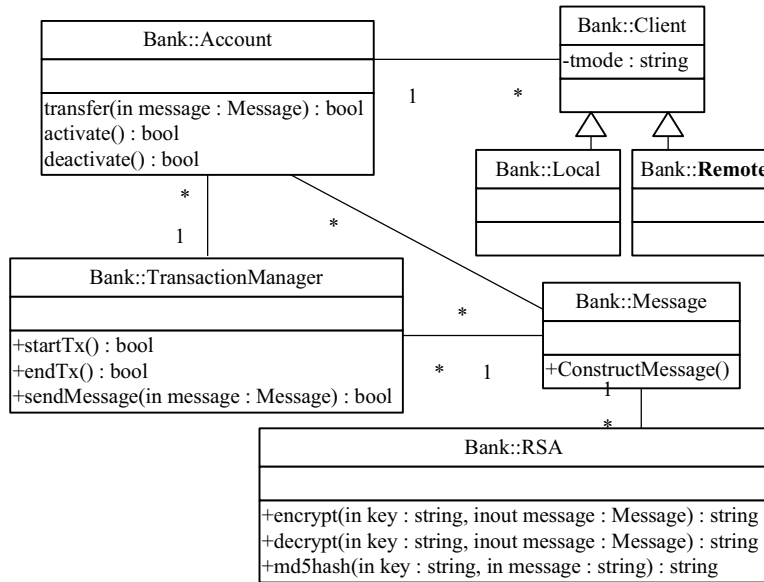 Bank::Account
transfer(in message : Message) : bool
activate() : bool
deactivate() : bool
1
*
Bank::Client
-tmode : string
Bank::Local
Bank::Remote
*
1
*
Bank::TransactionManager
+startTx() : bool
+endTx() : bool
+sendMessage(in message : Message) : bool
*
*
1
Bank::Message
+ConstructMessage()
1
*
Bank::RSA
+encrypt(in key : string, inout message : Message) : string
+decrypt(in key : string, inout message : Message) : string
+md5hash(in key : string, in message : string) : string